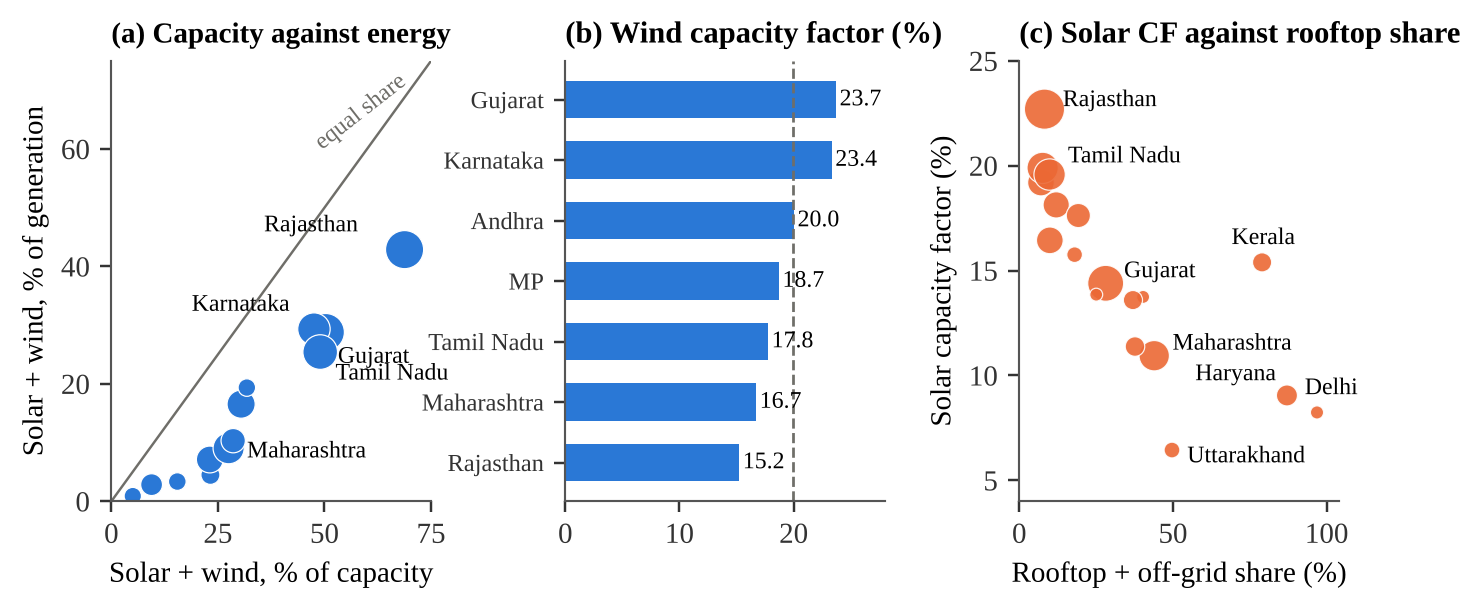 (a) Capacity against energy
Solar + wind, % of generation
60
40
20
0
equal share
Rajasthan
Karnataka
Gujarat
Tamil Nadu
Maharashtra
0 25 50 75
Solar + wind, % of capacity
(b) Wind capacity factor (%)
Gujarat 23.7
Karnataka 23.4
Andhra 20.0
MP 18.7
Tamil Nadu 17.8
Maharashtra 16.7
Rajasthan 15.2
0 10 20
(c) Solar CF against rooftop share
Solar capacity factor (%)
25
20
15
10
5
Rajasthan
Tamil Nadu
Kerala
Gujarat
Maharashtra
Haryana
Delhi
Uttarakhand
0 50 100
Rooftop + off-grid share (%)